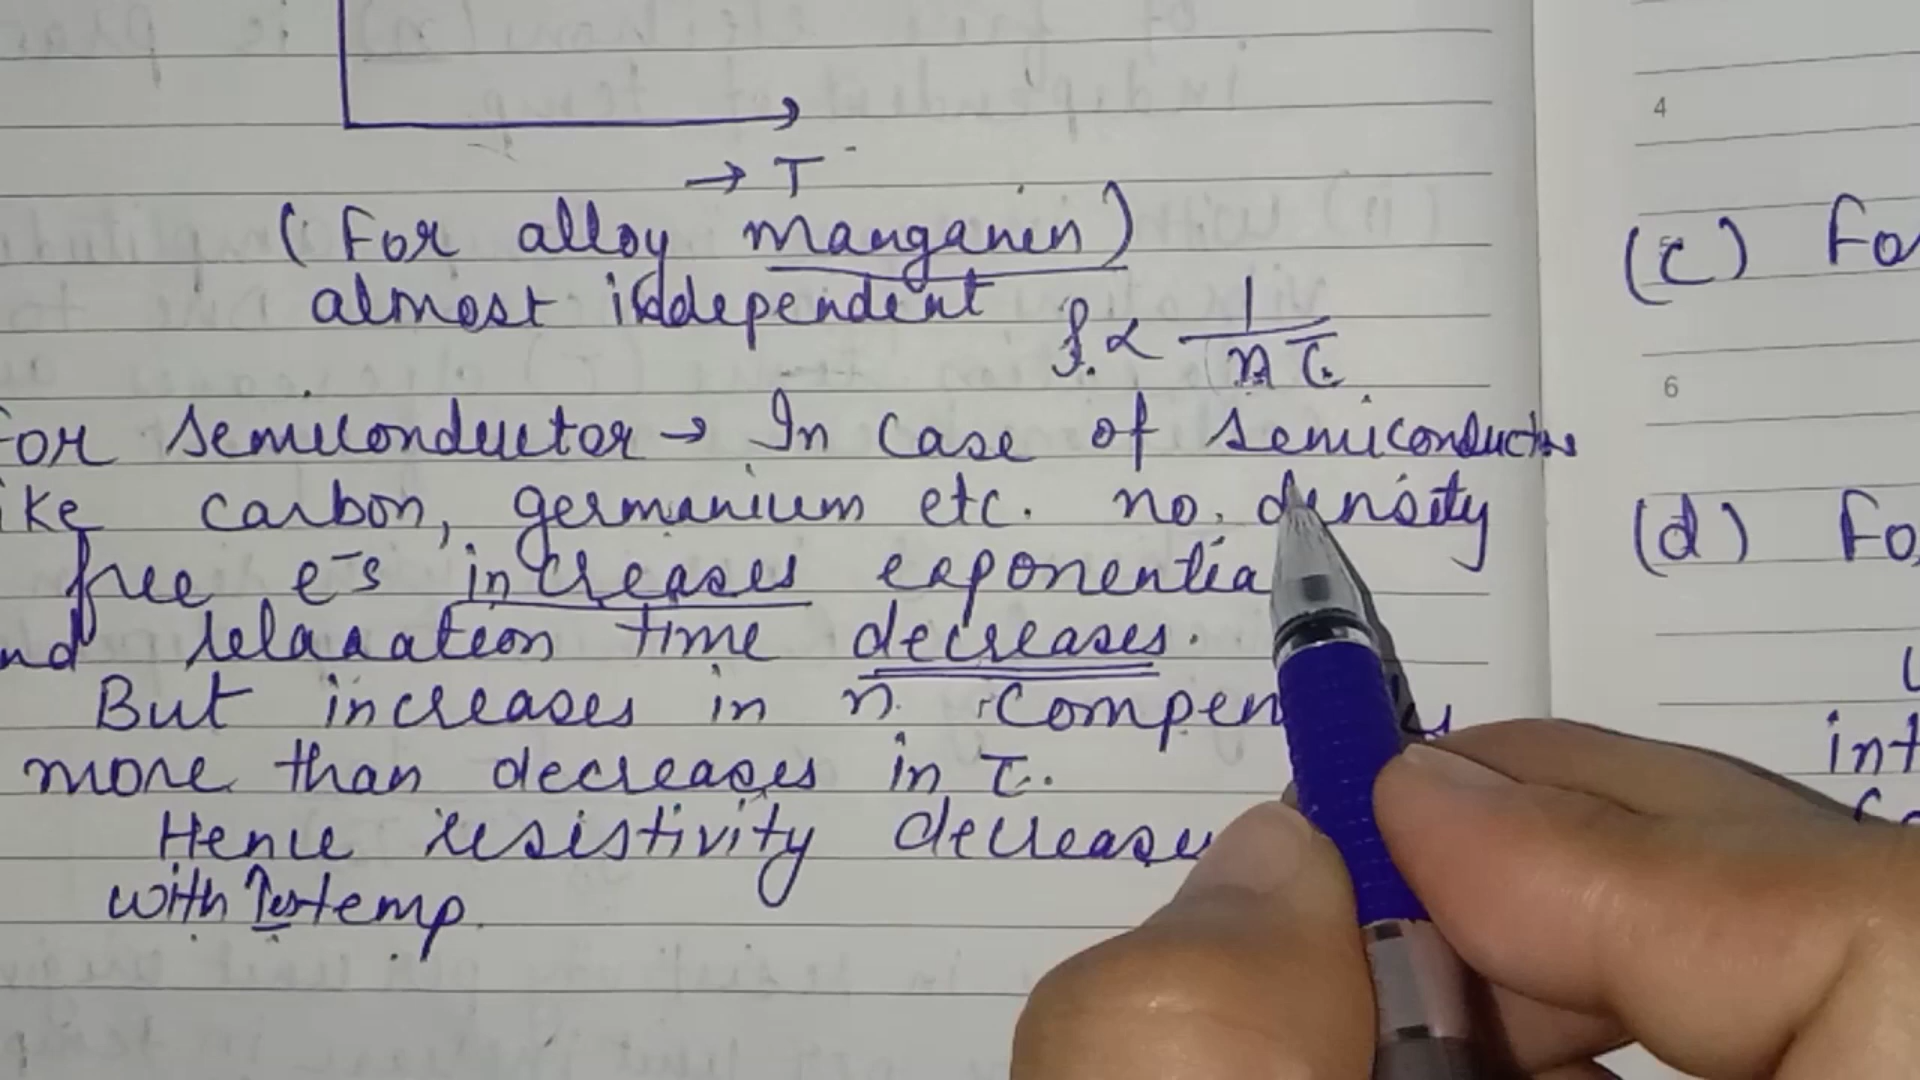 → T
(For alloy manganin)
almost independent ρ ∝ 1/nτ
For semiconductor → In case of semiconductors
like carbon, germanium etc. no. density
free e⁻s increases exponentia
and relaxation time decreases.
But increases in n compen
more than decreases in τ.
Hence resistivity decrease
with ↑es temp.
4
(c) Fo
6
(d) Fo
int